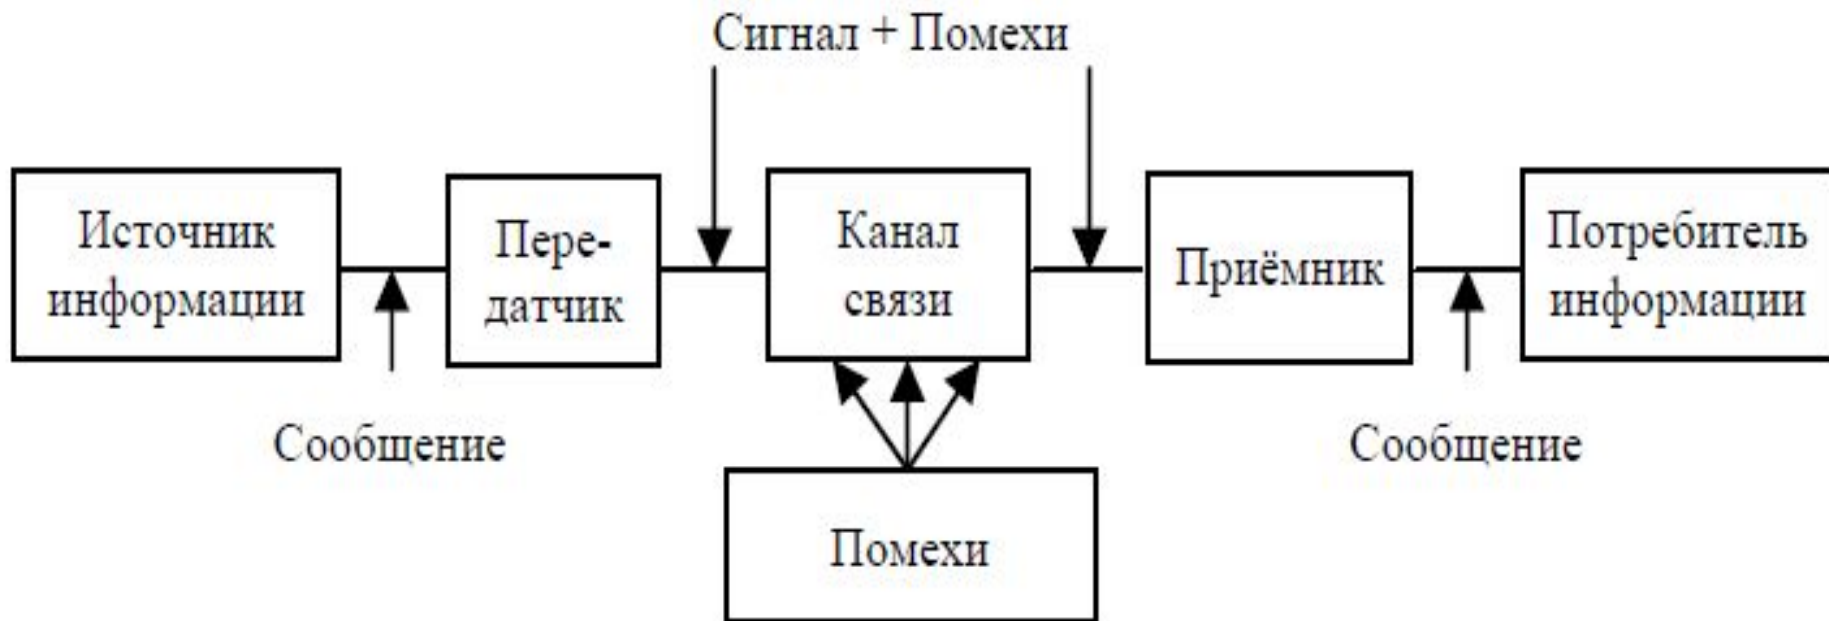 Сигнал + Помехи
Источник
информации
Пере-
датчик
Канал
связи
Приёмник
Потребитель
информации
Сообщение
Сообщение
Помехи